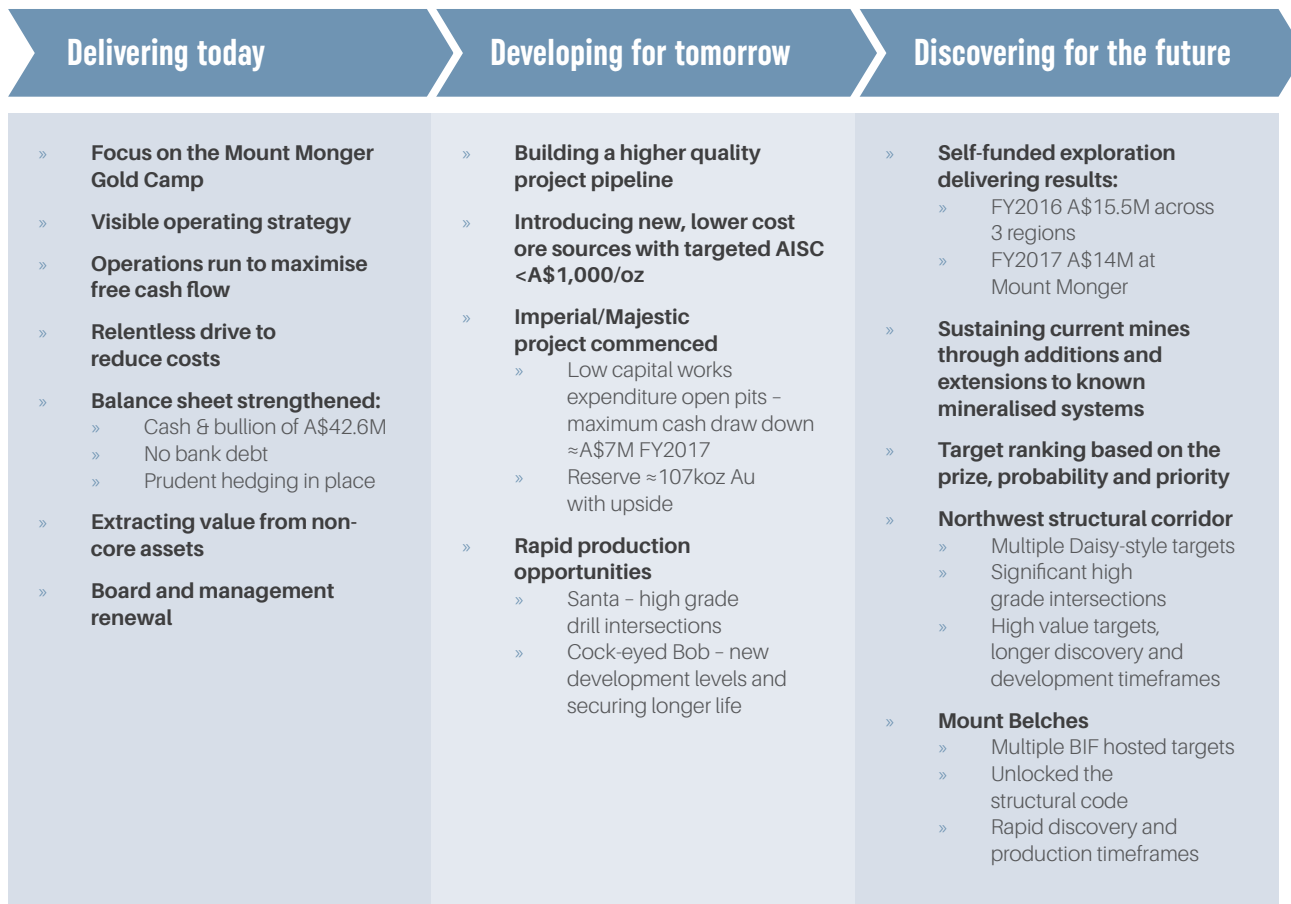 Delivering today
» Focus on the Mount Monger
Gold Camp
» Visible operating strategy
» Operations run to maximise
free cash flow
» Relentless drive to
reduce costs
» Balance sheet strengthened:
» Cash & bullion of A$42.6M
» No bank debt
» Prudent hedging in place
» Extracting value from non-
core assets
» Board and management
renewal
Developing for tomorrow
» Building a higher quality
project pipeline
» Introducing new, lower cost
ore sources with targeted AISC
<A$1,000/oz
» Imperial/Majestic
project commenced
» Low capital works
expenditure open pits –
maximum cash draw down
≈A$7M FY2017
» Reserve ≈107koz Au
with upside
» Rapid production
opportunities
» Santa – high grade
drill intersections
» Cock-eyed Bob – new
development levels and
securing longer life
Discovering for the future
» Self-funded exploration
delivering results:
» FY2016 A$15.5M across
3 regions
» FY2017 A$14M at
Mount Monger
» Sustaining current mines
through additions and
extensions to known
mineralised systems
» Target ranking based on the
prize, probability and priority
» Northwest structural corridor
» Multiple Daisy-style targets
» Significant high
grade intersections
» High value targets,
longer discovery and
development timeframes
» Mount Belches
» Multiple BIF hosted targets
» Unlocked the
structural code
» Rapid discovery and
production timeframes